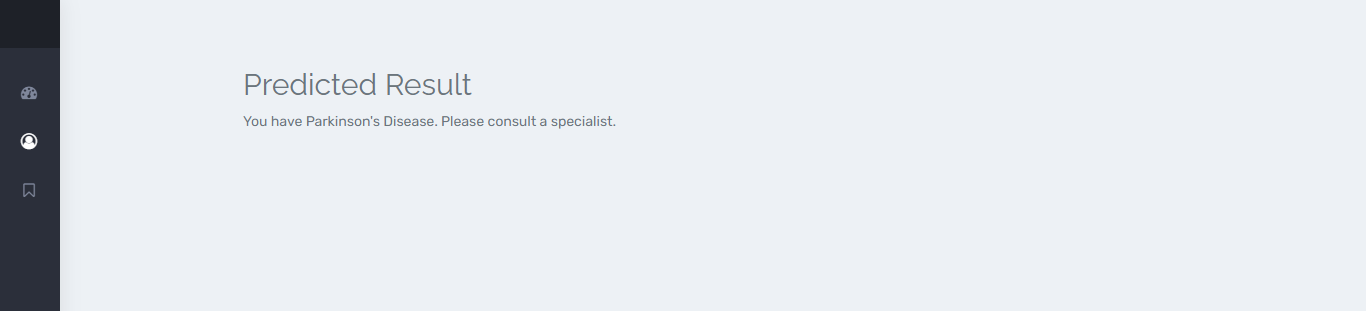 Predicted Result
You have Parkinson's Disease. Please consult a specialist.